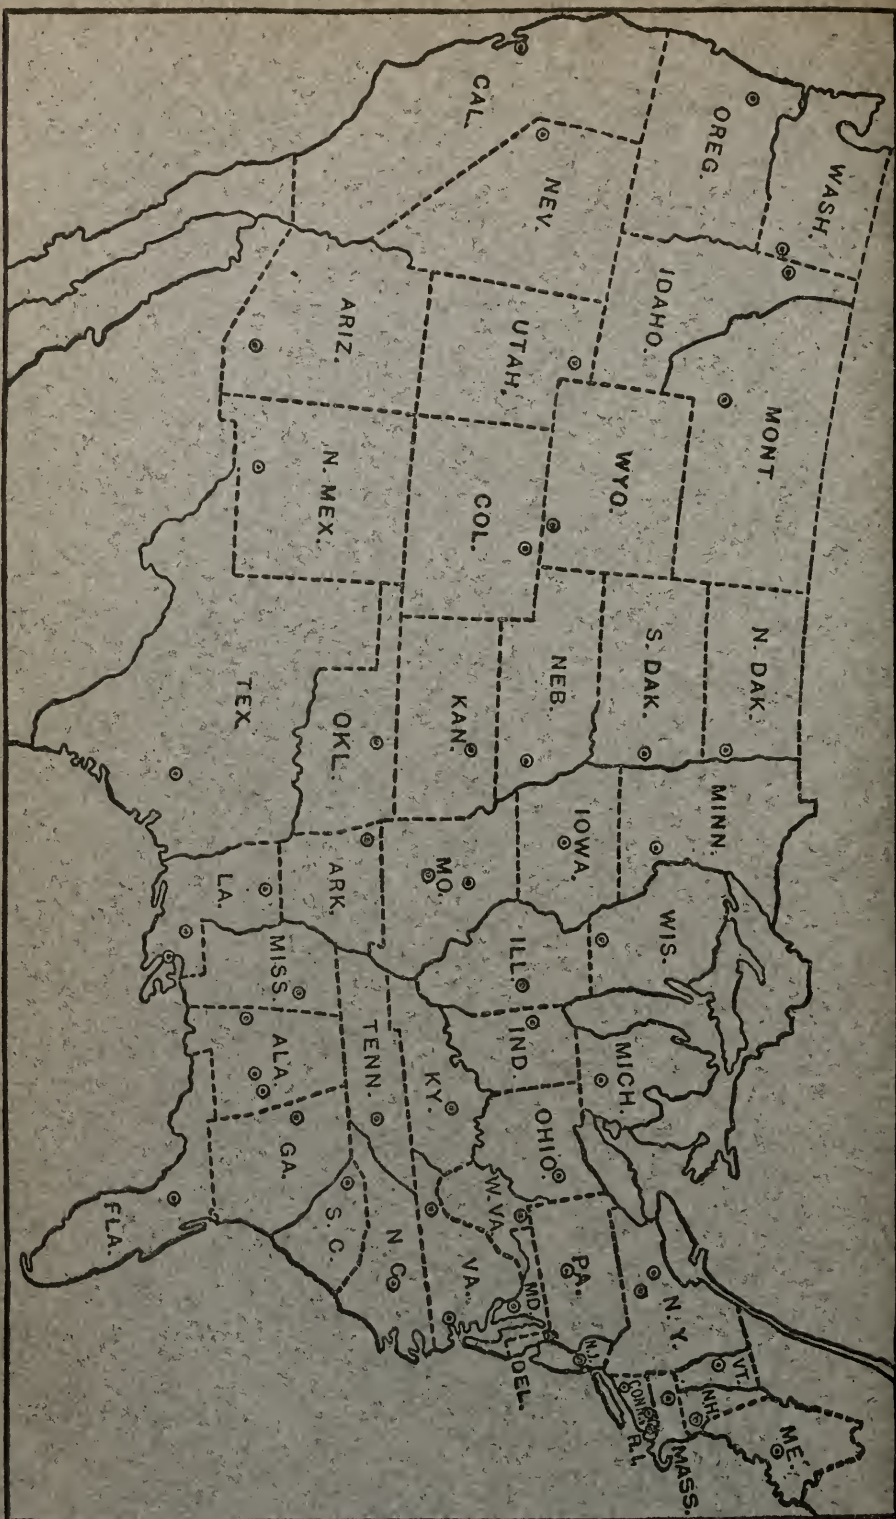 WASH.
OREG.
CAL.
NEV.
IDAHO.
MONT.
UTAH,
ARIZ.
WYO.
COL.
N. MEX.
N. DAK.
S. DAK.
NEB.
KAN.
OKL.
TEX.
MINN.
IOWA.
MO.
ARK.
LA.
WIS.
ILL.
MISS.
MICH.
IND.
KY.
TENN.
ALA.
OHIO.
GA.
FLA.
W.VA.
VA.
N.C.
S.C.
PA.
MD.
DEL.
N.J.
N.Y.
VT.
N.H.
ME.
MASS.
CONN.
R.I.